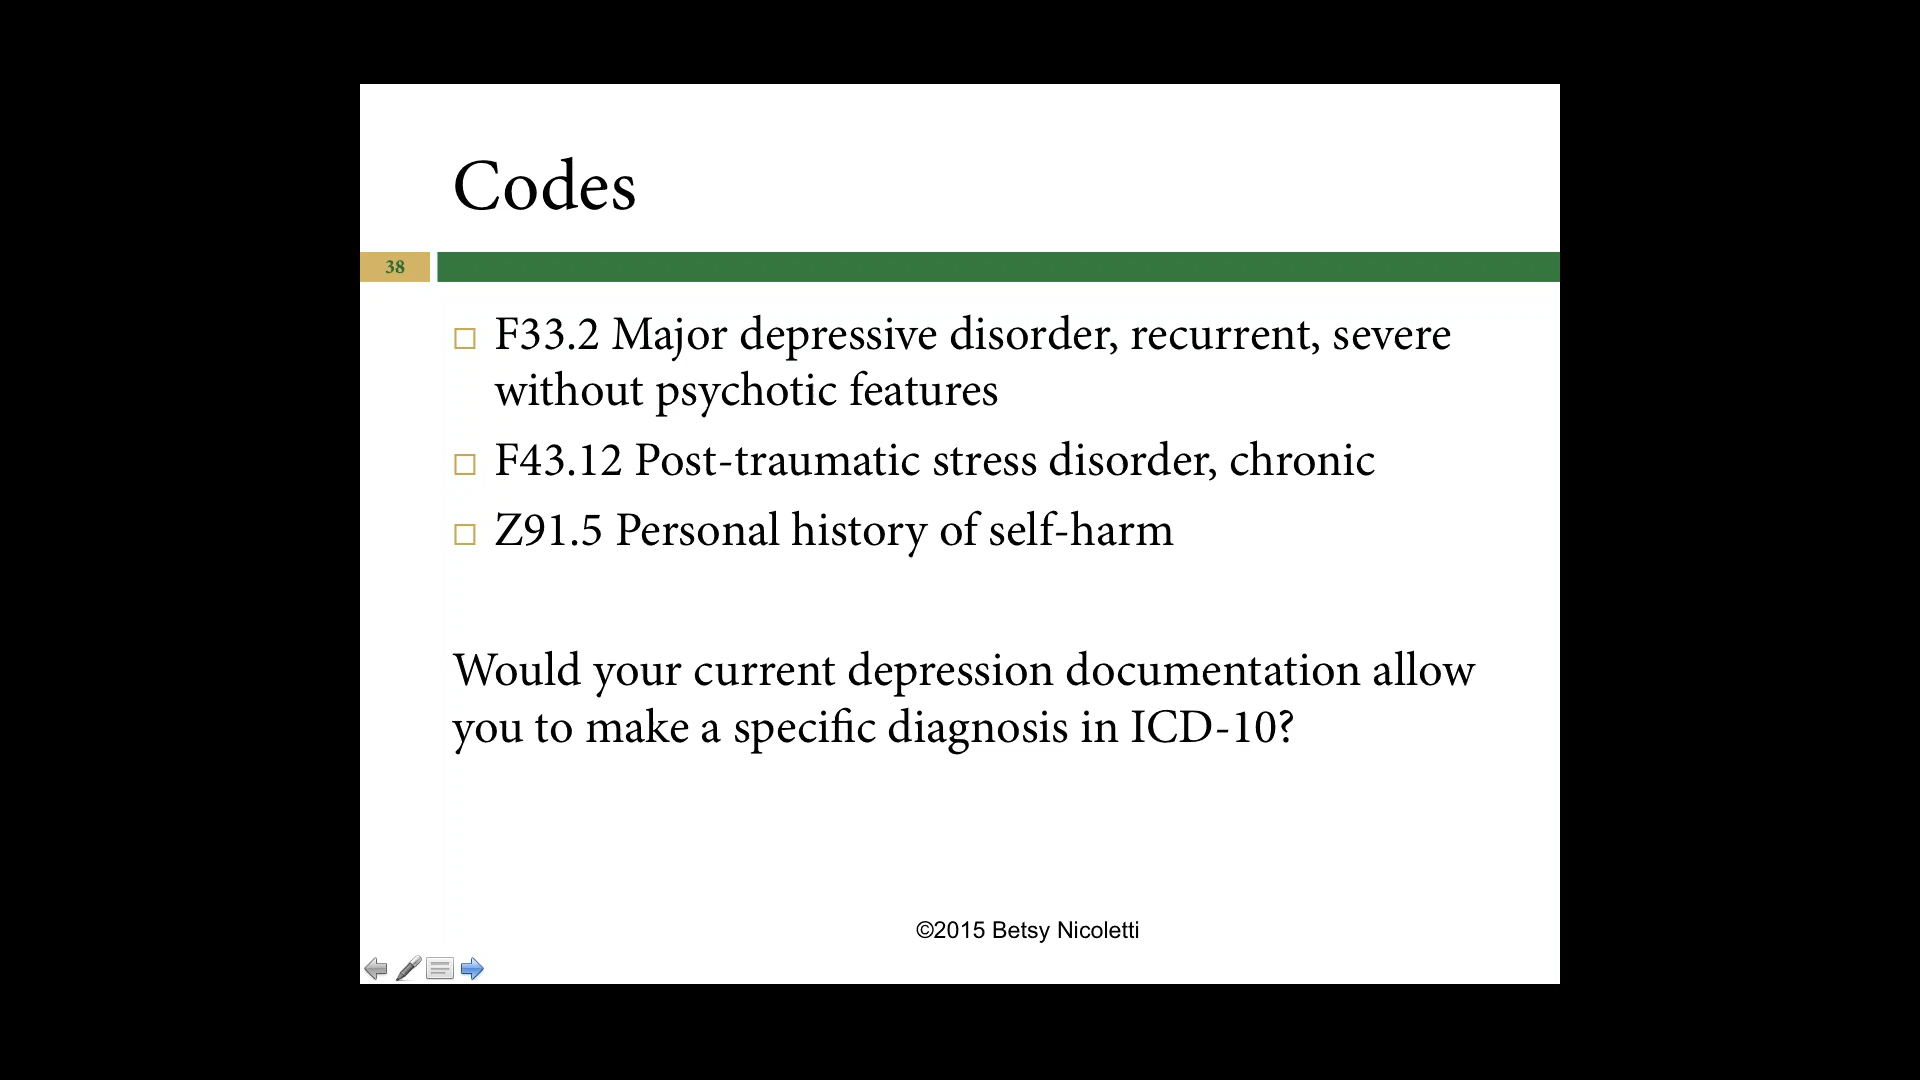 Codes
38
F33.2 Major depressive disorder, recurrent, severe
without psychotic features
F43.12 Post-traumatic stress disorder, chronic
Z91.5 Personal history of self-harm
Would your current depression documentation allow
you to make a specific diagnosis in ICD-10?
©2015 Betsy Nicoletti